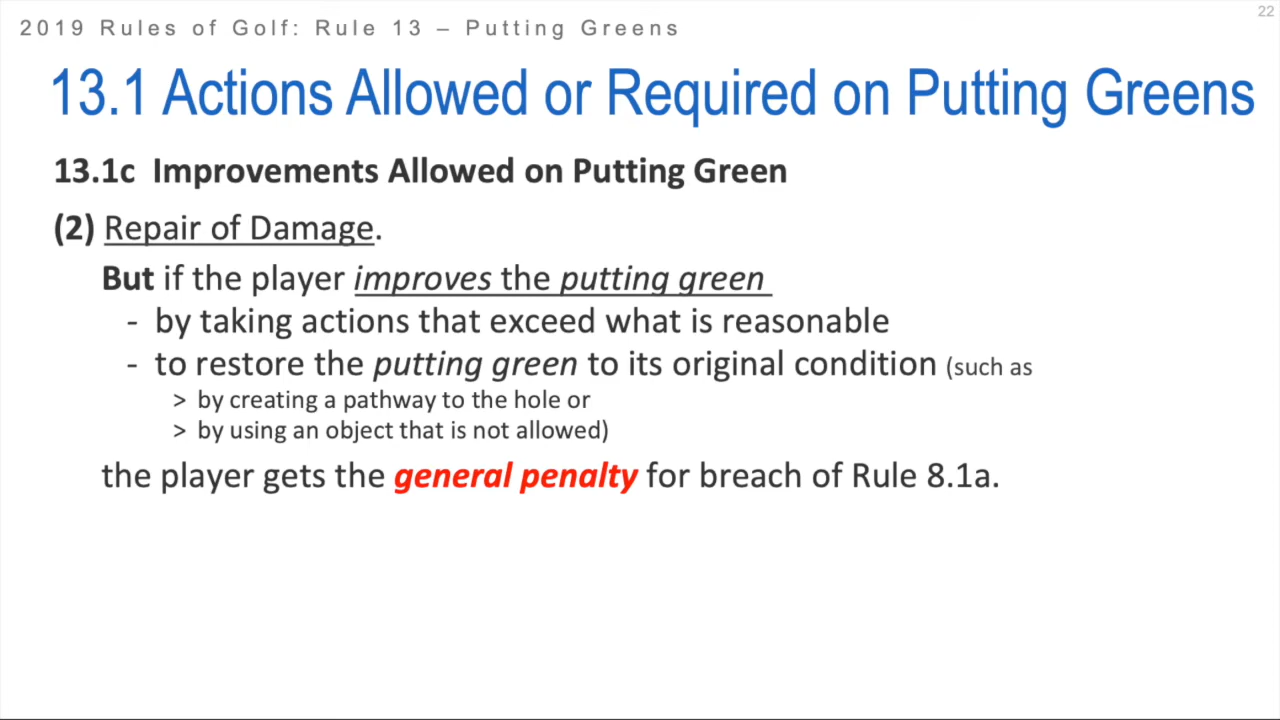 2019 Rules of Golf: Rule 13 – Putting Greens
22
13.1 Actions Allowed or Required on Putting Greens
13.1c Improvements Allowed on Putting Green
(2) Repair of Damage.
But if the player improves the putting green
- by taking actions that exceed what is reasonable
- to restore the putting green to its original condition (such as
> by creating a pathway to the hole or
> by using an object that is not allowed)
the player gets the general penalty for breach of Rule 8.1a.